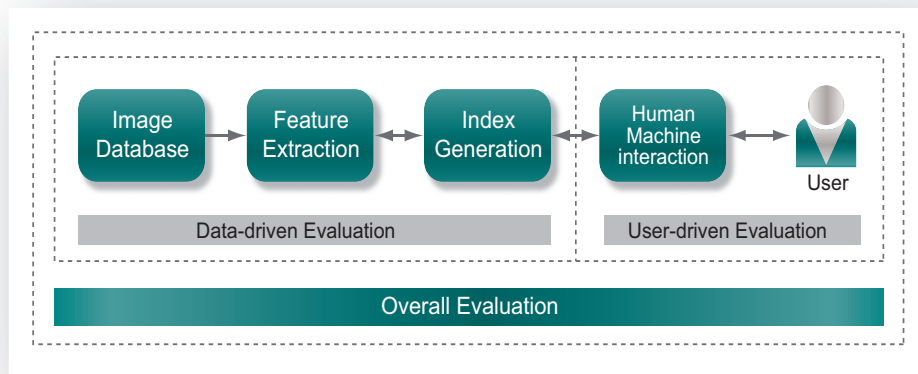 Image
Database
Feature
Extraction
Index
Generation
Human
Machine
interaction
User
Data-driven Evaluation
User-driven Evaluation
Overall Evaluation